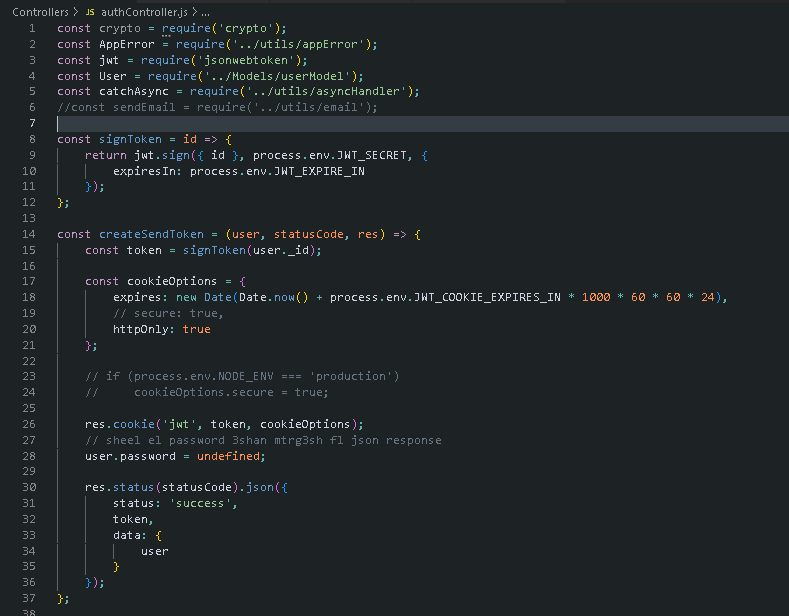 Controllers > JS authController.js > ...
1 const crypto = require('crypto');
2 const AppError = require('../utils/appError');
3 const jwt = require('jsonwebtoken');
4 const User = require('../Models/userModel');
5 const catchAsync = require('../utils/asyncHandler');
6 //const sendEmail = require('../utils/email');
7
8 const signToken = id => {
9     return jwt.sign({ id }, process.env.JWT_SECRET, {
10         expiresIn: process.env.JWT_EXPIRE_IN
11     });
12 };
13
14 const createSendToken = (user, statusCode, res) => {
15     const token = signToken(user._id);
16
17     const cookieOptions = {
18         expires: new Date(Date.now() + process.env.JWT_COOKIE_EXPIRES_IN * 1000 * 60 * 60 * 24),
19         // secure: true,
20         httpOnly: true
21     };
22
23     // if (process.env.NODE_ENV === 'production')
24     //     cookieOptions.secure = true;
25
26     res.cookie('jwt', token, cookieOptions);
27     // sheel el password 3shan mtrg3sh fl json response
28     user.password = undefined;
29
30     res.status(statusCode).json({
31         status: 'success',
32         token,
33         data: {
34             user
35         }
36     });
37 };
38